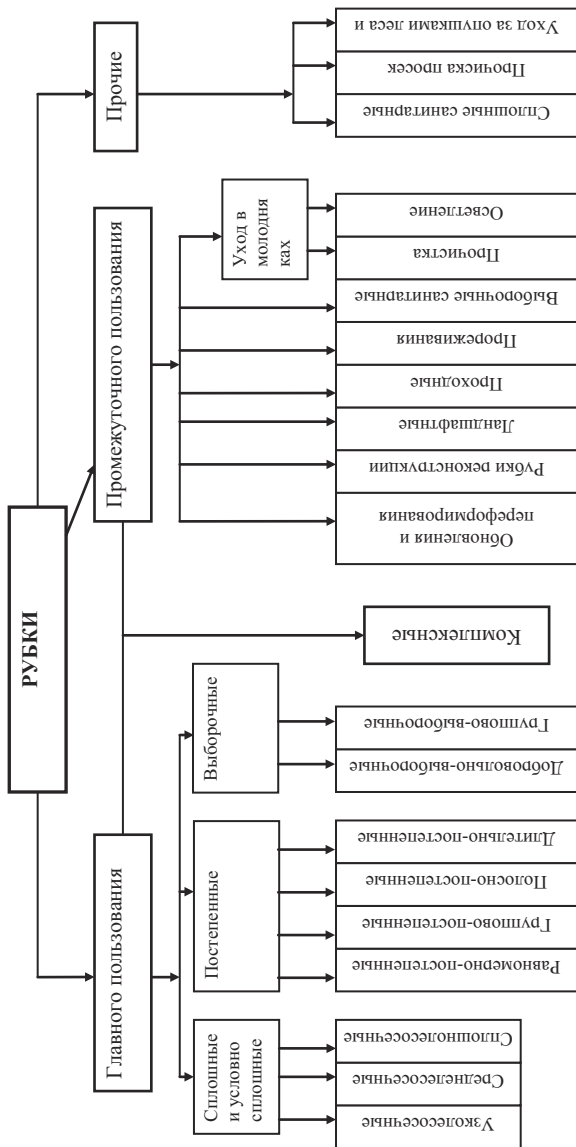 РУБКИ
Главного пользования
Промежуточного пользования
Прочие
Сплошные
и условно
сплошные
Постепенные
Выборочные
Комплексные
Уход в
молодня
ках
Узколесосечные
Среднелесосечные
Сплошнолесосечные
Равномерно-постепенные
Группово-постепенные
Полосно-постепенные
Длительно-постепенные
Добровольно-выборочные
Группово-выборочные
Обновления и
переформирования
Рубки реконструкции
Ландшафтные
Проходные
Прореживания
Выборочные санитарные
Прочистка
Осветление
Сплошные санитарные
Прочиска просек
Уход за опушками леса и